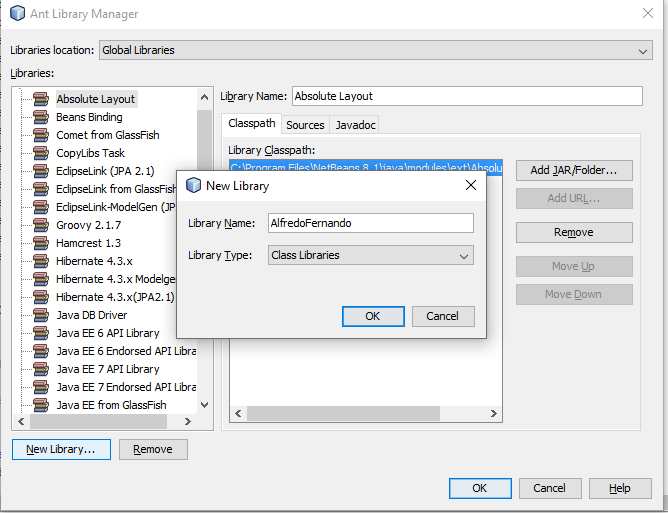 Ant Library Manager
Libraries location: Global Libraries
Libraries:
Absolute Layout
Beans Binding
Comet from GlassFish
CopyLibs Task
EclipseLink (JPA 2.1)
EclipseLink from GlassFish
EclipseLink-ModelGen (JP
Groovy 2.1.7
Hamcrest 1.3
Hibernate 4.3.x
Hibernate 4.3.x Modelgen
Hibernate 4.3.x(JPA2.1)
Java DB Driver
Java EE 6 API Library
Java EE 6 Endorsed API Libra
Java EE 7 API Library
Java EE 7 Endorsed API Libra
Java EE from GlassFish
New Library...
Remove
Library Name: Absolute Layout
Classpath Sources Javadoc
Library Classpath:
C:\Program Files\NetBeans 8.1\java\modules\ext\Absolu
Add JAR/Folder...
Add URL...
Remove
Move Up
Move Down
New Library
Library Name: AlfredoFernando
Library Type: Class Libraries
OK Cancel
OK Cancel Help